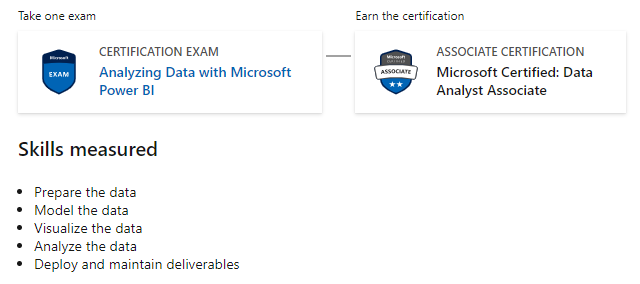 Take one exam
Earn the certification
Microsoft
EXAM
CERTIFICATION EXAM
Analyzing Data with Microsoft
Power BI
Microsoft
CERTIFIED
ASSOCIATE
ASSOCIATE CERTIFICATION
Microsoft Certified: Data
Analyst Associate
Skills measured
• Prepare the data
• Model the data
• Visualize the data
• Analyze the data
• Deploy and maintain deliverables